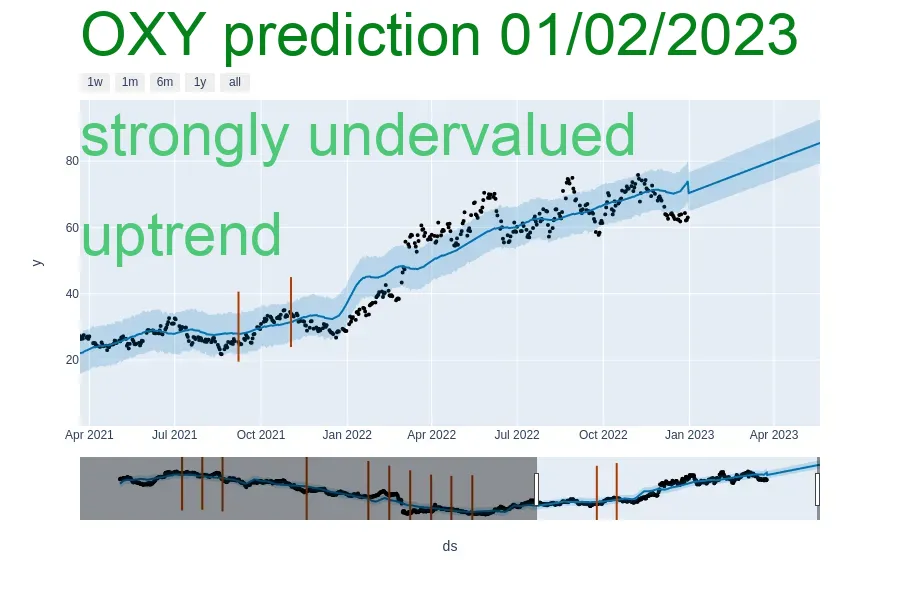 OXY prediction 01/02/2023
1w 1m 6m 1y all
strongly undervalued
uptrend
80
60
40
20
y
Apr 2021 Jul 2021 Oct 2021 Jan 2022 Apr 2022 Jul 2022 Oct 2022 Jan 2023 Apr 2023
ds